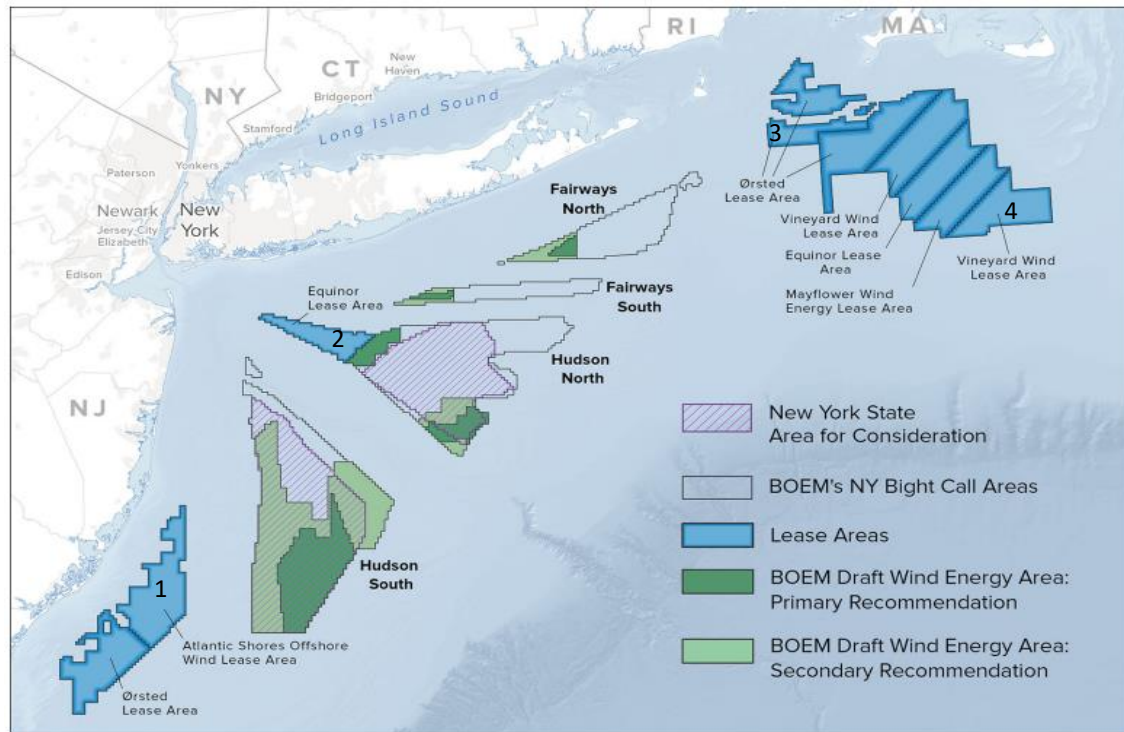 RI
MA
CT
New
Haven
Bridgeport
NY
Long Island Sound
Stamford
Yonkers
Paterson
Newark
New
York
Jersey City
Elizabeth
Edison
NJ
3
Ørsted
Lease Area
Vineyard Wind
Lease Area
Equinor Lease
Area
Mayflower Wind
Energy Lease Area
4
Vineyard Wind
Lease Area
Fairways
North
Fairways
South
Equinor
Lease Area
2
Hudson
North
Hudson
South
1
Atlantic Shores Offshore
Wind Lease Area
Ørsted
Lease Area
New York State
Area for Consideration
BOEM's NY Bight Call Areas
Lease Areas
BOEM Draft Wind Energy Area:
Primary Recommendation
BOEM Draft Wind Energy Area:
Secondary Recommendation